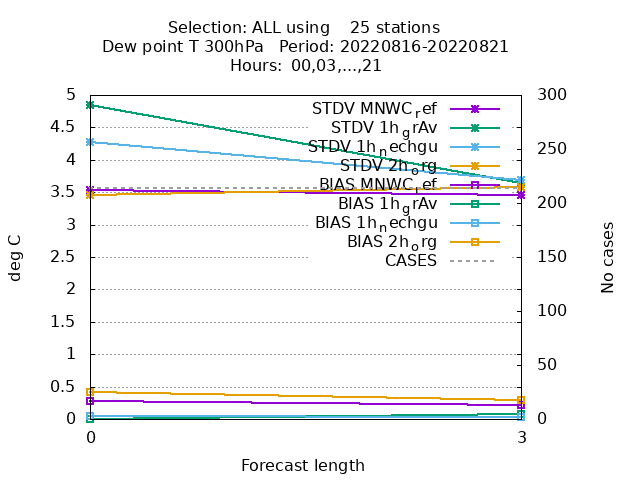 Selection: ALL using    25 stations
Dew point T 300hPa   Period: 20220816-20220821
Hours:  00,03,...,21
5
4.5
4
3.5
3
2.5
2
1.5
1
0.5
0
deg C
STDV MNWC_ref
STDV 1h_grAv
STDV 1h_nechgu
STDV 2h_org
BIAS MNWC_ref
BIAS 1h_grAv
BIAS 1h_nechgu
BIAS 2h_org
CASES
300
250
200
150
100
50
0
No cases
0
3
Forecast length